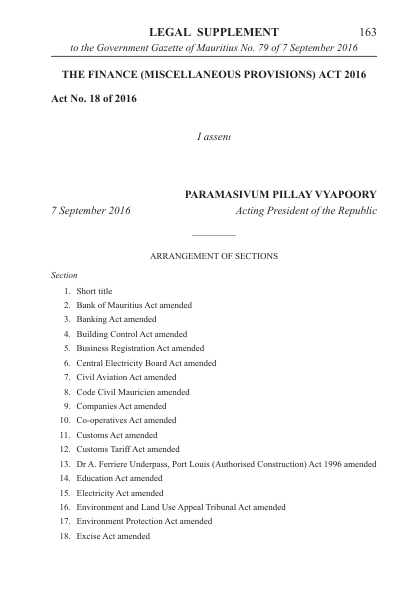 LEGAL SUPPLEMENT 163
to the Government Gazette of Mauritius No. 79 of 7 September 2016
THE FINANCE (MISCELLANEOUS PROVISIONS) ACT 2016
Act No. 18 of 2016
I assent
PARAMASIVUM PILLAY VYAPOORY
7 September 2016 Acting President of the Republic
ARRANGEMENT OF SECTIONS
Section
1. Short title
2. Bank of Mauritius Act amended
3. Banking Act amended
4. Building Control Act amended
5. Business Registration Act amended
6. Central Electricity Board Act amended
7. Civil Aviation Act amended
8. Code Civil Mauricien amended
9. Companies Act amended
10. Co-operatives Act amended
11. Customs Act amended
12. Customs Tariff Act amended
13. Dr A. Ferriere Underpass, Port Louis (Authorised Construction) Act 1996 amended
14. Education Act amended
15. Electricity Act amended
16. Environment and Land Use Appeal Tribunal Act amended
17. Environment Protection Act amended
18. Excise Act amended